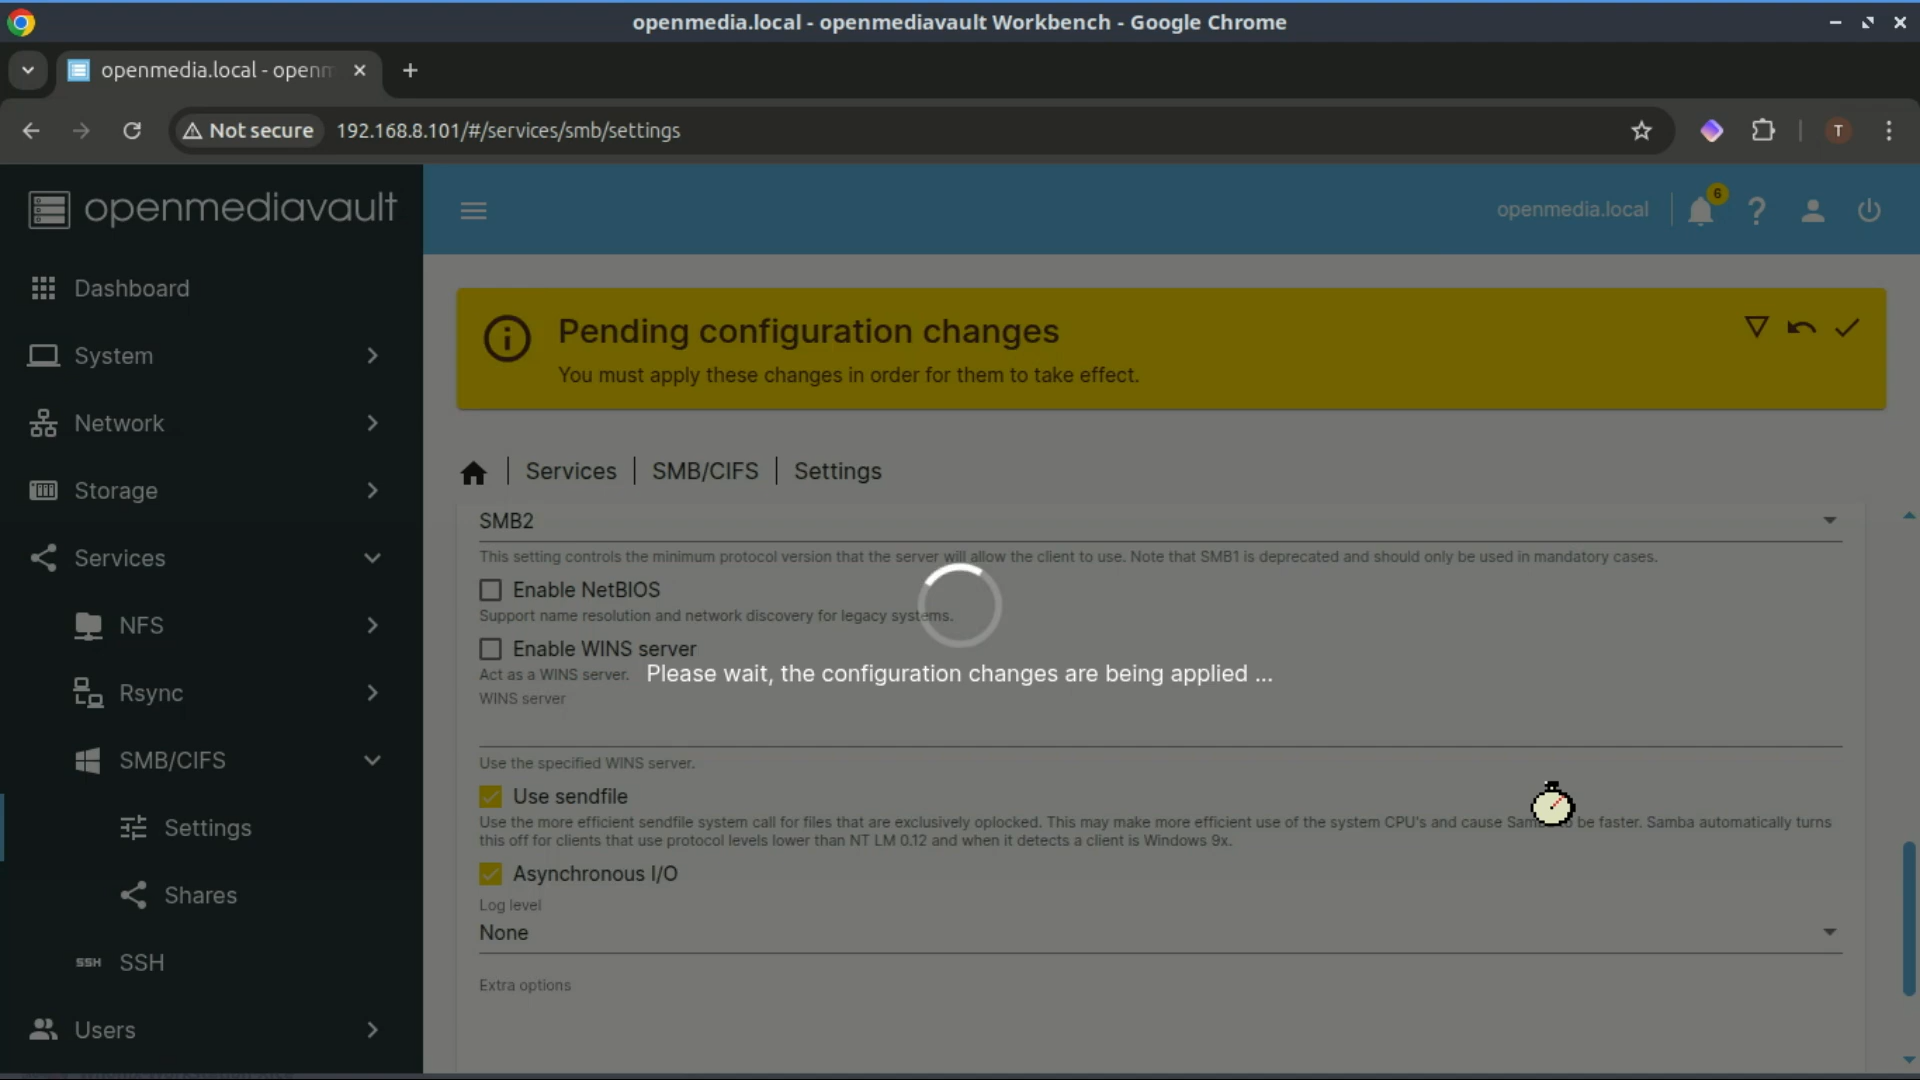 openmedia.local - openmediavault Workbench - Google Chrome
openmedia.local - openm
Not secure
192.168.8.101/#/services/smb/settings
T
openmediavault
openmedia.local
6
Dashboard
System
Network
Storage
Services
NFS
Rsync
SMB/CIFS
Settings
Shares
SSH SSH
Users
Pending configuration changes
You must apply these changes in order for them to take effect.
Services | SMB/CIFS | Settings
SMB2
This setting controls the minimum protocol version that the server will allow the client to use. Note that SMB1 is deprecated and should only be used in mandatory cases.
Enable NetBIOS
Support name resolution and network discovery for legacy systems.
Enable WINS server
Act as a WINS server.
Please wait, the configuration changes are being applied ...
WINS server
Use the specified WINS server.
Use sendfile
Use the more efficient sendfile system call for files that are exclusively oplocked. This may make more efficient use of the system CPU's and cause be faster. Samba automatically turns
this off for clients that use protocol levels lower than NT LM 0.12 and when it detects a client is Windows 9x.
Asynchronous I/O
Log level
None
Extra options